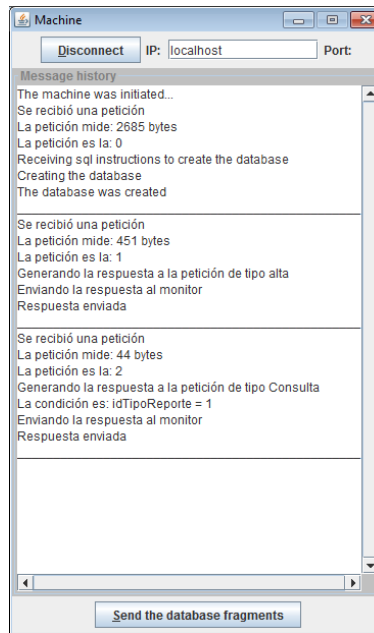 Machine
Disconnect IP: localhost Port:
Message history
The machine was initiated...
Se recibió una petición
La petición mide: 2685 bytes
La petición es la: 0
Receiving sql instructions to create the database
Creating the database
The database was created
Se recibió una petición
La petición mide: 451 bytes
La petición es la: 1
Generando la respuesta a la petición de tipo alta
Enviando la respuesta al monitor
Respuesta enviada
Se recibió una petición
La petición mide: 44 bytes
La petición es la: 2
Generando la respuesta a la petición de tipo Consulta
La condición es: idTipoReporte = 1
Enviando la respuesta al monitor
Respuesta enviada
Send the database fragments